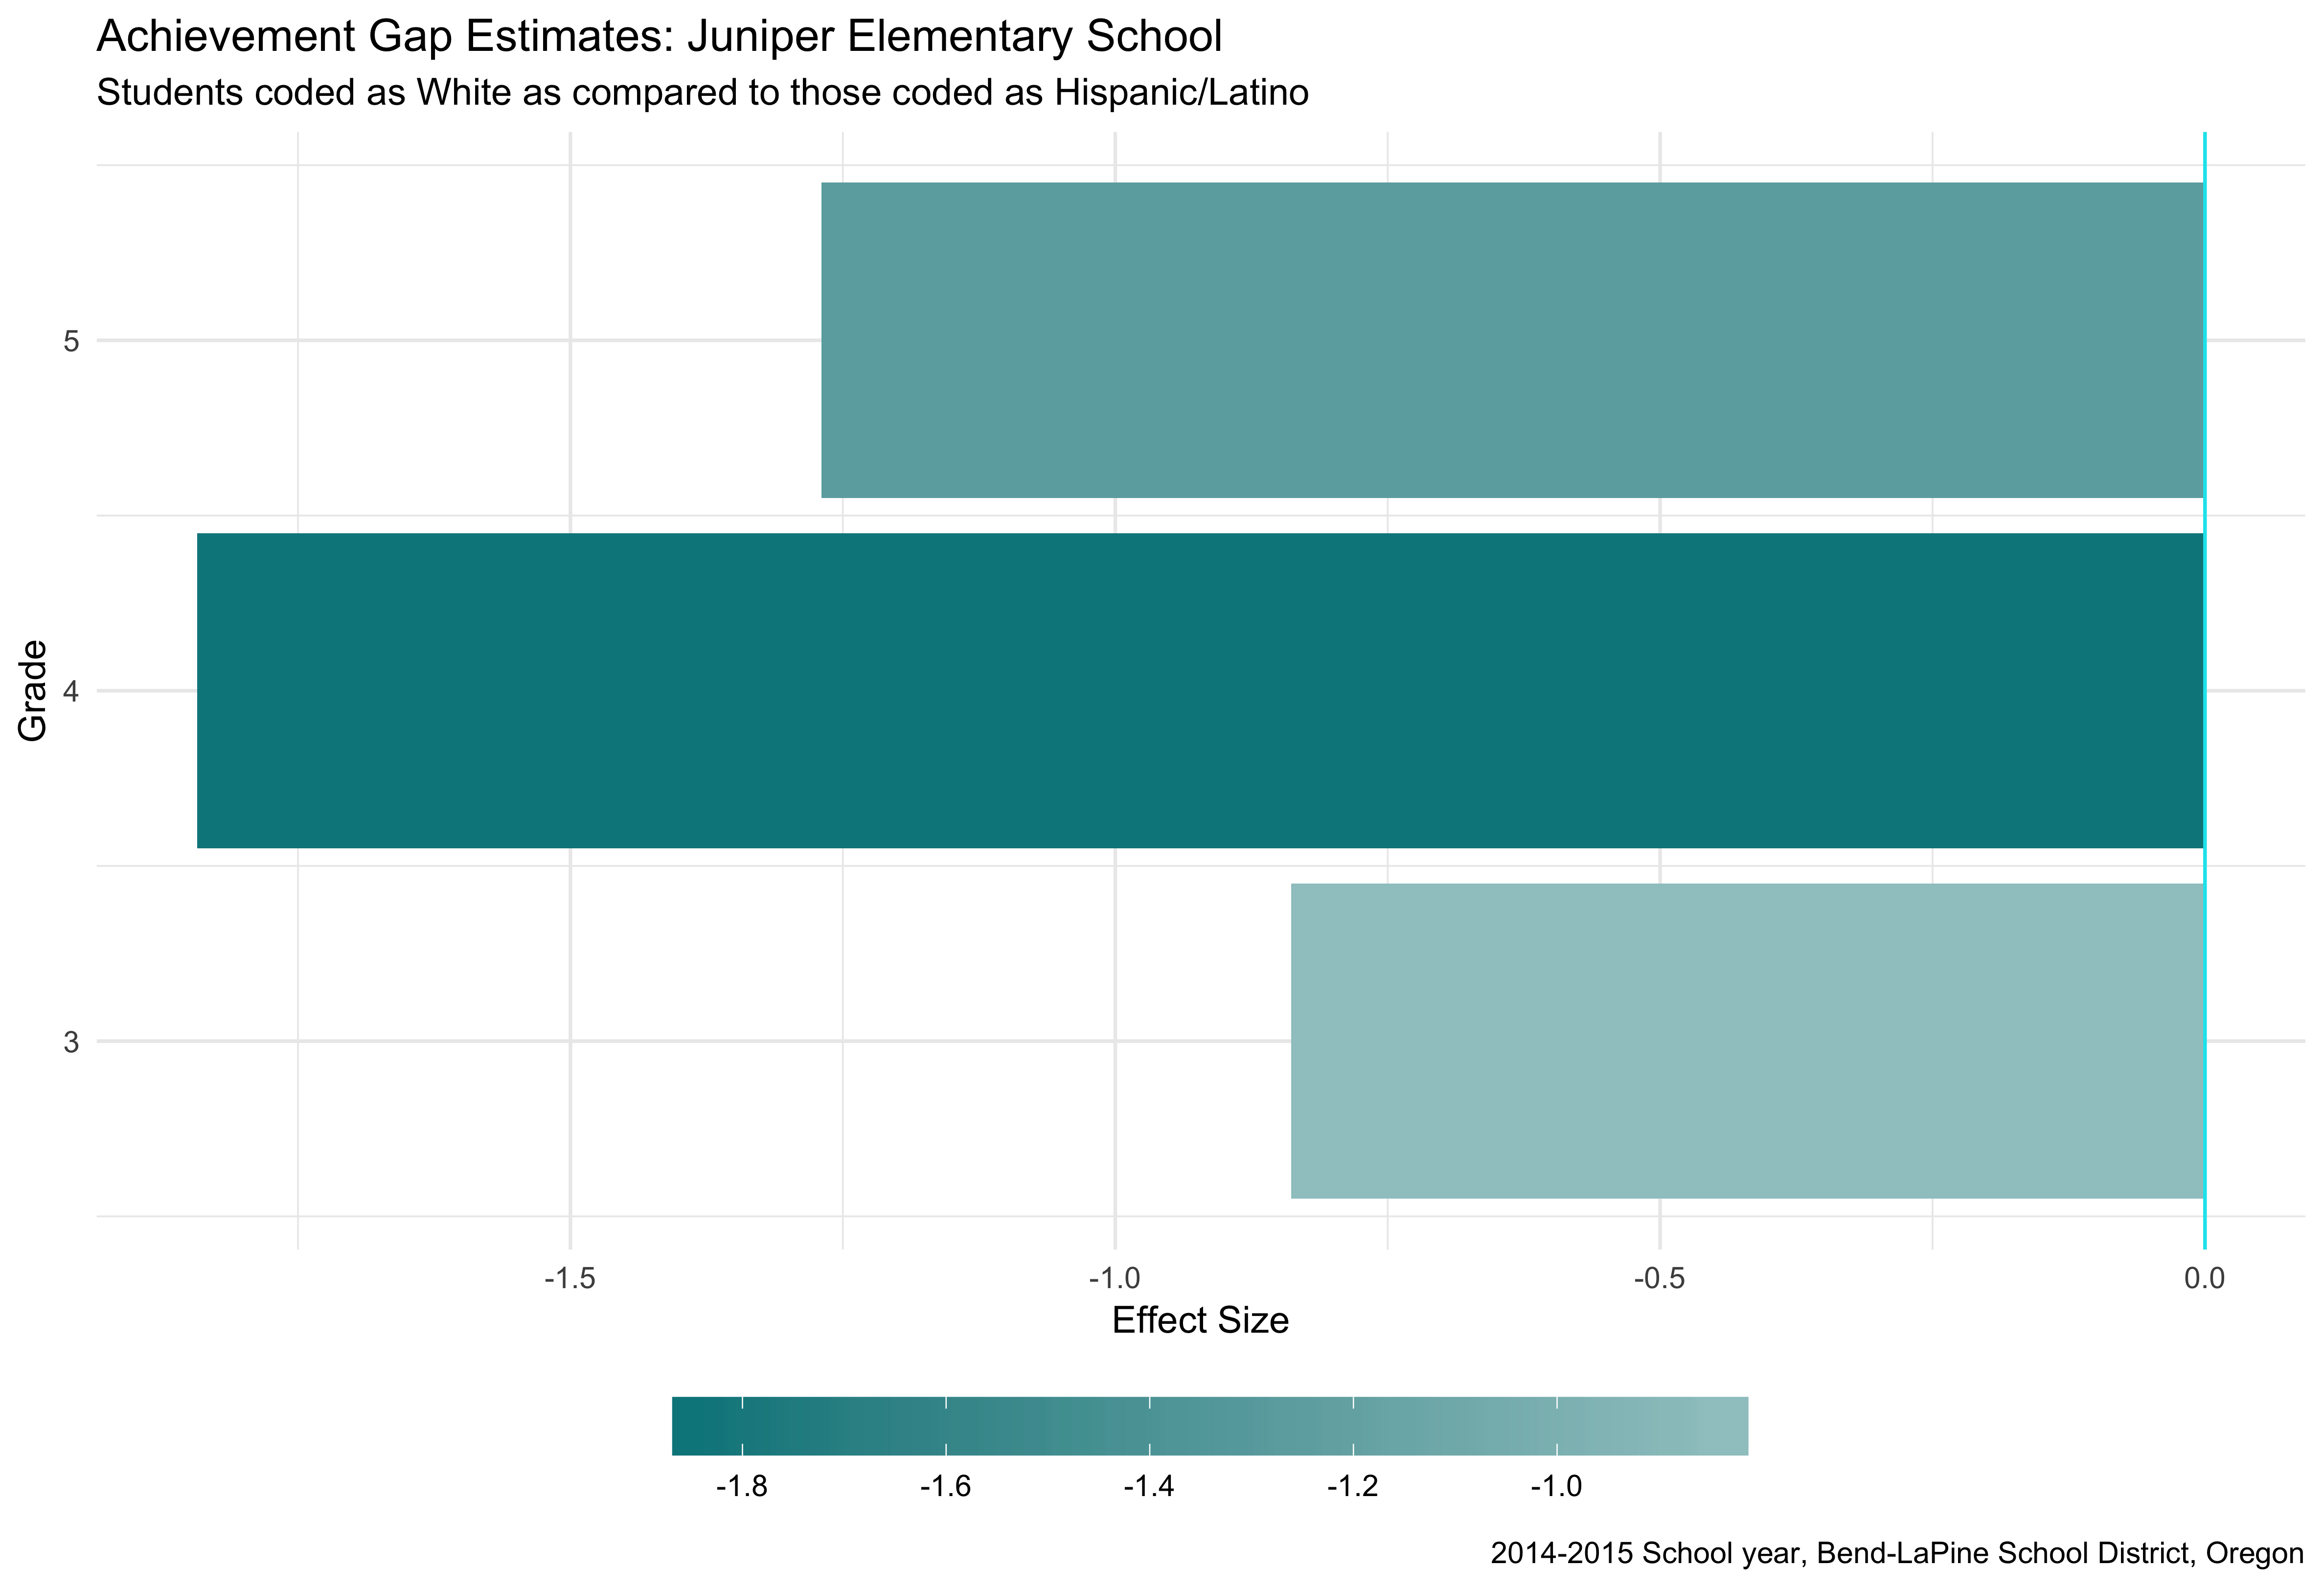 Achievement Gap Estimates: Juniper Elementary School
Students coded as White as compared to those coded as Hispanic/Latino
5
4
3
Grade
-1.5 -1.0 -0.5 0.0
Effect Size
-1.8 -1.6 -1.4 -1.2 -1.0
2014-2015 School year, Bend-LaPine School District, Oregon